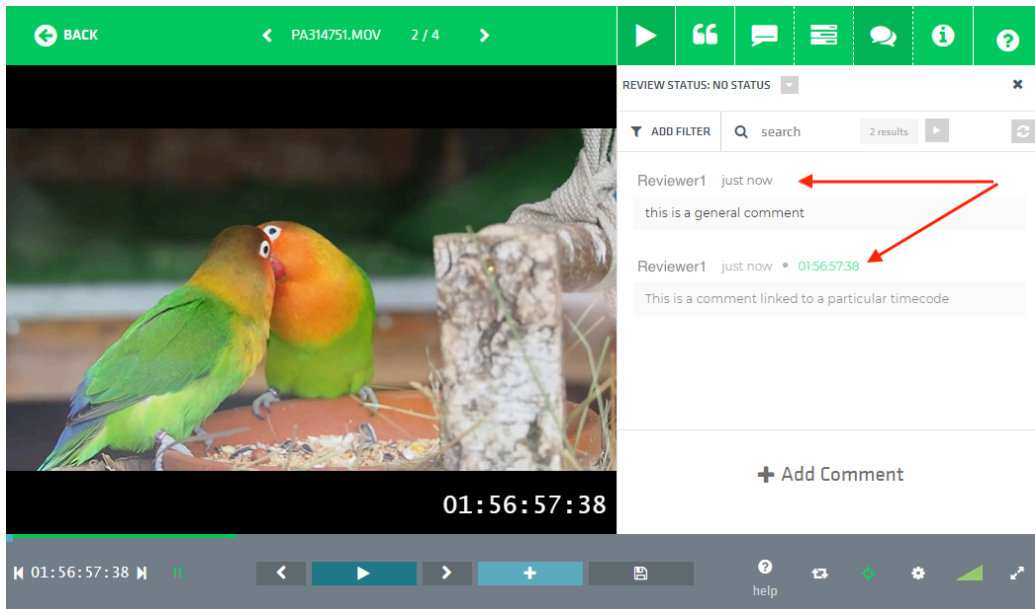 BACK
PA314751.MOV 2 / 4
REVIEW STATUS: NO STATUS
ADD FILTER search 2 results
Reviewer1 just now
this is a general comment
Reviewer1 just now • 01:56:57:38
This is a comment linked to a particular timecode
+ Add Comment
01:56:57:38
01:56:57:38
help